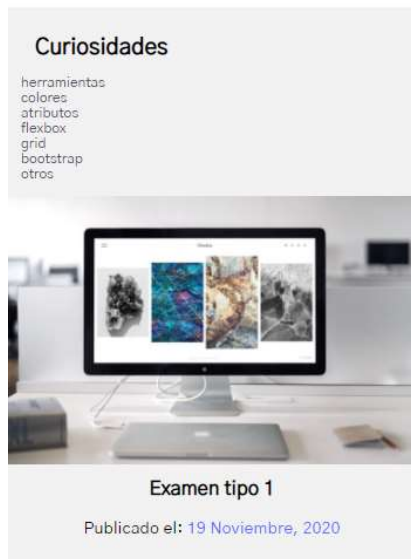 Curiosidades
herramientas
colores
atributos
flexbox
grid
bootstrap
otros
Examen tipo 1
Publicado el: 19 Noviembre, 2020